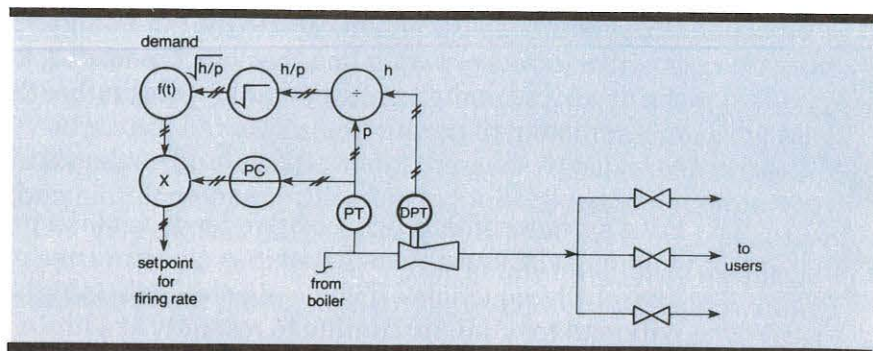 demand
√h/p
h/p
h
f(t)
√
÷
p
X
PC
PT
DPT
set point
for
firing rate
from
boiler
to
users